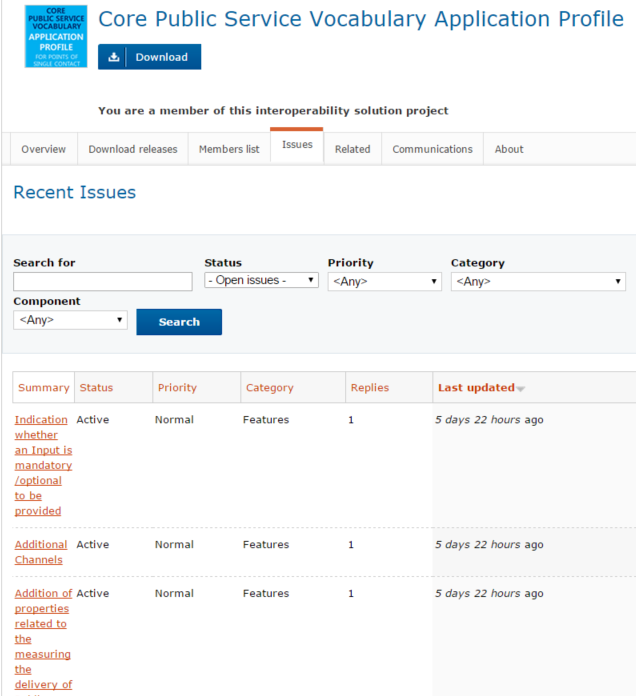 CORE
PUBLIC SERVICE
VOCABULARY
APPLICATION
PROFILE
FOR POINTS OF
SINGLE CONTACT
Core Public Service Vocabulary Application Profile
Download
You are a member of this interoperability solution project
Overview Download releases Members list Issues Related Communications About
Recent Issues
Search for Status Priority Category
- Open issues - <Any> <Any>
Component
<Any> Search
Summary Status Priority Category Replies Last updated
Indication Active Normal Features 1 5 days 22 hours ago
whether
an Input is
mandatory
/optional
to be
provided
Additional Active Normal Features 1 5 days 22 hours ago
Channels
Addition of Active Normal Features 1 5 days 22 hours ago
properties
related to
the
measuring
the
delivery of